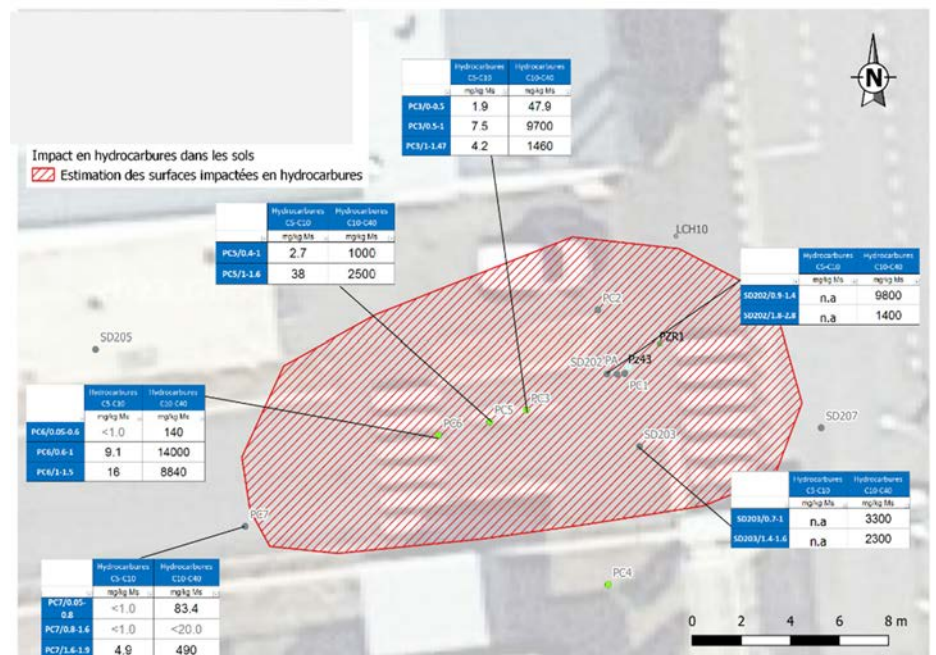 N
Hydrocarbures C5-C10 Hydrocarbures C10-C40
mg/kg Ms mg/kg Ms
PC3/0-0.5 1.9 47.9
PC3/0.5-1 7.5 9700
PC3/1-1.47 4.2 1460
Impact en hydrocarbures dans les sols
Estimation des surfaces impactées en hydrocarbures
Hydrocarbures C5-C10 Hydrocarbures C10-C40
mg/kg Ms mg/kg Ms
PC5/0.4-1 2.7 1000
PC5/1-1.6 38 2500
LCH10
Hydrocarbures C5-C10 Hydrocarbures C10-C40
mg/kg Ms mg/kg Ms
SD202/0.9-1.4 n.a 9800
SD202/1.8-2.8 n.a 1400
PC2
SD205
PZR1
SD202 PA Pz43
PC1
Hydrocarbures C5-C10 Hydrocarbures C10-C40
mg/kg Ms mg/kg Ms
PC6/0.05-0.6 <1.0 140
PC6/0.6-1 9.1 14000
PC6/1-1.5 16 8840
PC3
PC5
PC6
SD207
SD203
Hydrocarbures C5-C10 Hydrocarbures C10-C40
mg/kg Ms mg/kg Ms
SD203/0.7-1 n.a 3300
SD203/1.4-1.6 n.a 2300
PC7
PC4
Hydrocarbures C5-C10 Hydrocarbures C10-C40
mg/kg Ms mg/kg Ms
PC7/0.05-0.8 <1.0 83.4
PC7/0.8-1.6 <1.0 <20.0
PC7/1.6-1.9 4.9 490
0 2 4 6 8 m